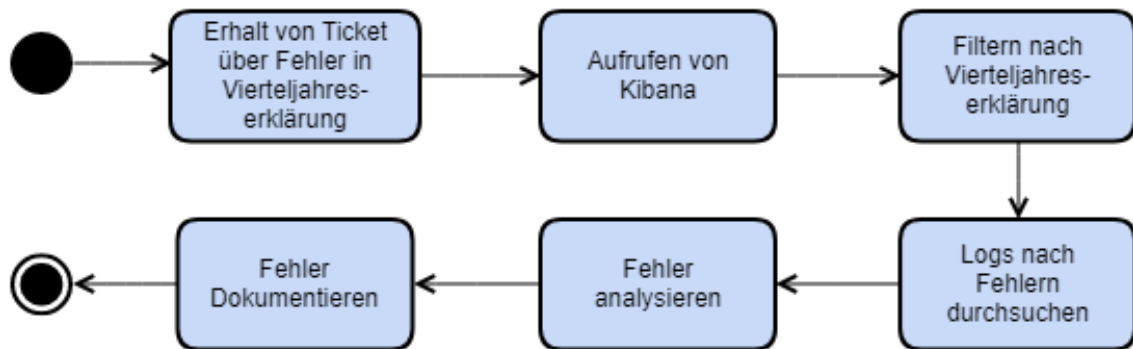 Erhalt von Ticket
über Fehler in
Vierteljahres-
erklärung
Aufrufen von
Kibana
Filtern nach
Vierteljahres-
erklärung
Logs nach
Fehlern
durchsuchen
Fehler
analysieren
Fehler
Dokumentieren